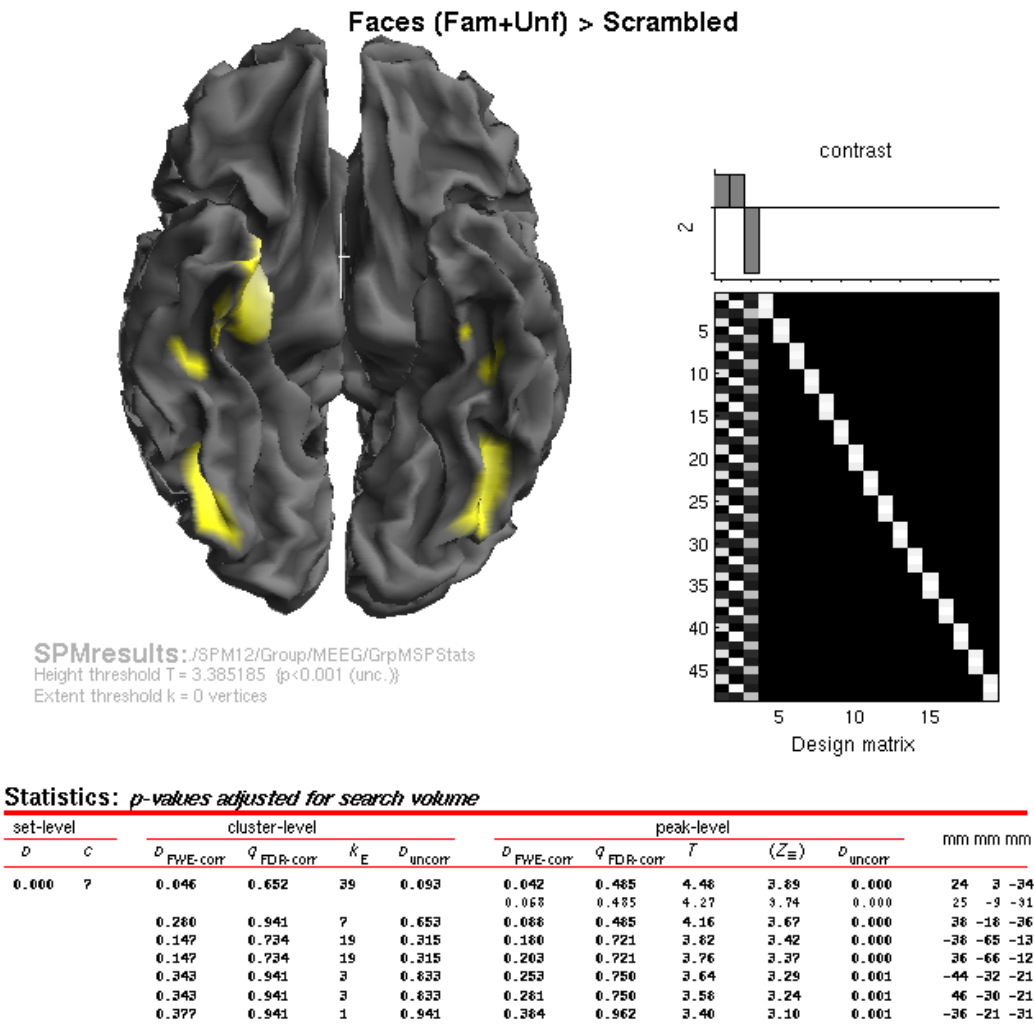 Faces (Fam+Unf) > Scrambled
contrast
2
5
10
15
20
25
30
35
40
45
5 10 15
Design matrix
SPMresults: ./SPM12/Group/MEEG/GrpMSPStats
Height threshold T = 3.385185 {p<0.001 (unc.)}
Extent threshold k = 0 vertices
Statistics: p-values adjusted for search volume
set-level cluster-level peak-level mm mm mm
p c p FWE-corr q FDR-corr k E p uncorr p FWE-corr q FDR-corr T (Z≡) p uncorr
0.000 7 0.046 0.652 39 0.093 0.042 0.485 4.48 3.89 0.000 24 3 -34
0.068 0.485 4.27 3.74 0.000 25 -9 -31
0.280 0.941 7 0.653 0.088 0.485 4.16 3.67 0.000 38 -18 -36
0.147 0.734 19 0.315 0.180 0.721 3.82 3.42 0.000 -38 -65 -13
0.147 0.734 19 0.315 0.203 0.721 3.76 3.37 0.000 36 -66 -12
0.343 0.941 3 0.833 0.253 0.750 3.64 3.29 0.001 -44 -32 -21
0.343 0.941 3 0.833 0.281 0.750 3.58 3.24 0.001 46 -30 -21
0.377 0.941 1 0.941 0.384 0.962 3.40 3.10 0.001 -36 -21 -31